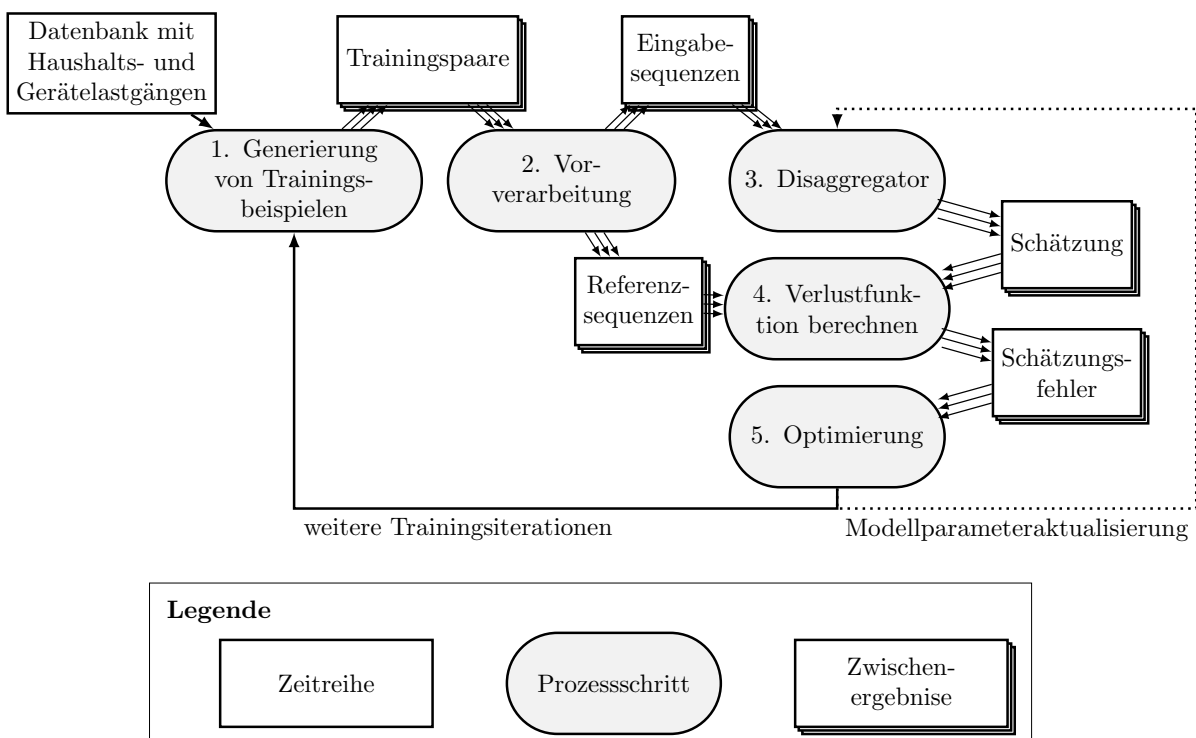 Datenbank mit
Haushalts- und
Gerätelastgängen
Trainingspaare
Eingabe-
sequenzen
1. Generierung
von Trainings-
beispielen
2. Vor-
verarbeitung
3. Disaggregator
Schätzung
Referenz-
sequenzen
4. Verlustfunk-
tion berechnen
Schätzungs-
fehler
5. Optimierung
weitere Trainingsiterationen
Modellparameteraktualisierung
Legende
Zeitreihe
Prozessschritt
Zwischen-
ergebnise